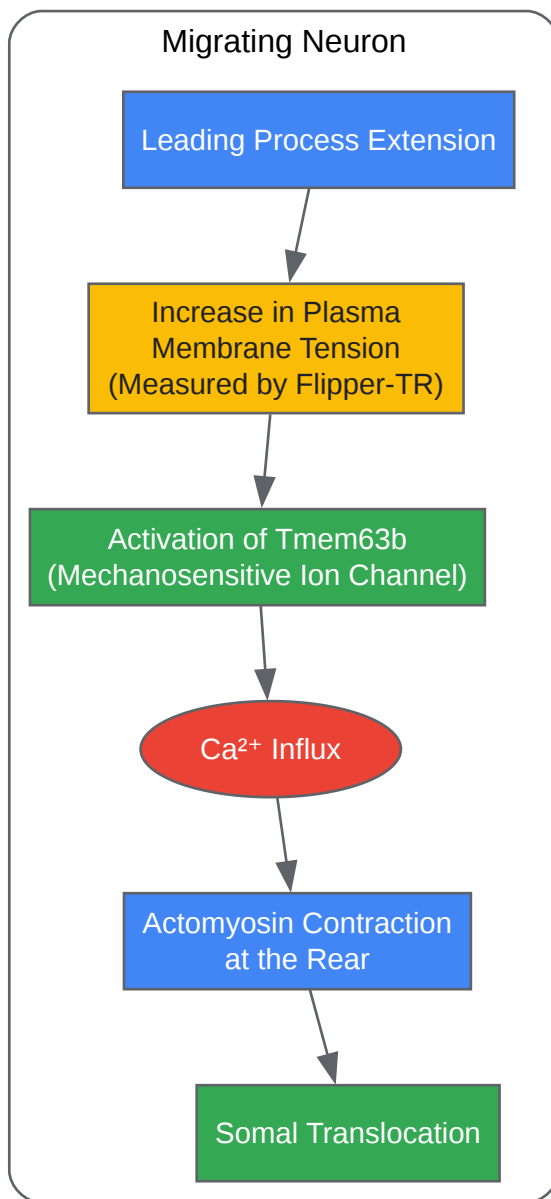 Migrating Neuron
Leading Process Extension
Increase in Plasma
Membrane Tension
(Measured by Flipper-TR)
Activation of Tmem63b
(Mechanosensitive Ion Channel)
Ca²⁺ Influx
Actomyosin Contraction
at the Rear
Somal Translocation